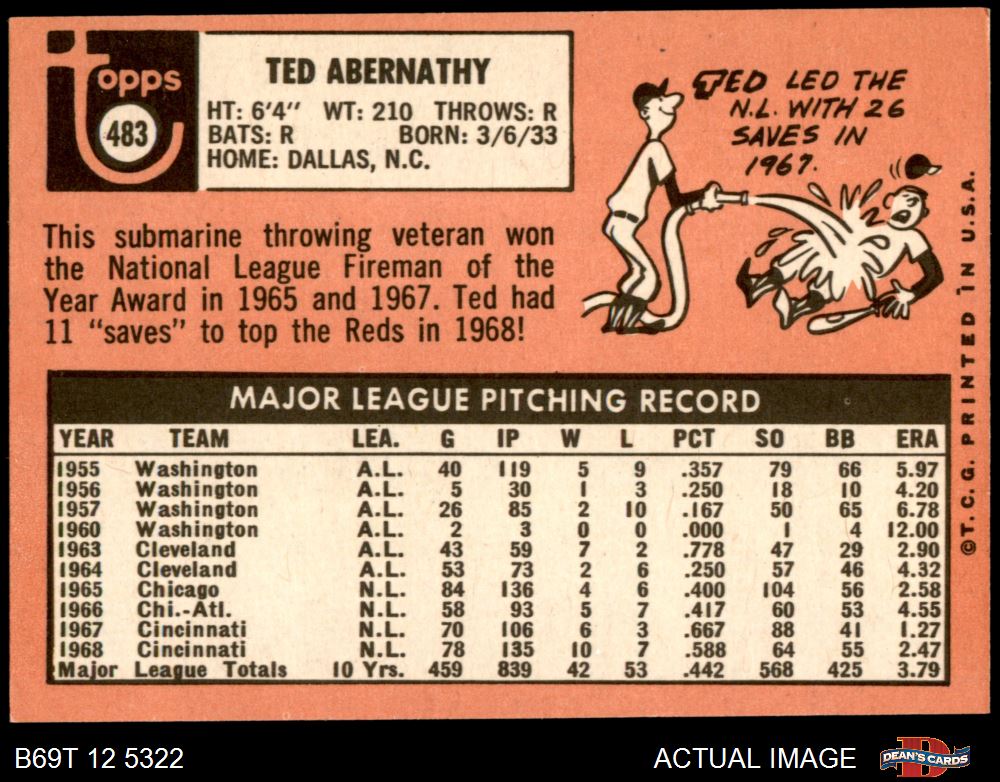 Topps
483
TED ABERNATHY
HT: 6'4" WT: 210 THROWS: R
BATS: R BORN: 3/6/33
HOME: DALLAS, N.C.
TED LED THE
N.L. WITH 26
SAVES IN
1967.
This submarine throwing veteran won
the National League Fireman of the
Year Award in 1965 and 1967. Ted had
11 "saves" to top the Reds in 1968!
MAJOR LEAGUE PITCHING RECORD
YEAR TEAM LEA. G IP W L PCT SO BB ERA
1955 Washington A.L. 40 119 5 9 .357 79 66 5.97
1956 Washington A.L. 5 30 1 3 .250 18 10 4.20
1957 Washington A.L. 26 85 2 10 .167 50 65 6.78
1960 Washington A.L. 2 3 0 0 .000 1 4 12.00
1963 Cleveland A.L. 43 59 7 2 .778 47 29 2.90
1964 Cleveland A.L. 53 73 2 6 .250 57 46 4.32
1965 Chicago N.L. 84 136 4 6 .400 104 56 2.58
1966 Chi.-Atl. N.L. 58 93 5 7 .417 60 53 4.55
1967 Cincinnati N.L. 70 106 6 3 .667 88 41 1.27
1968 Cincinnati N.L. 78 135 10 7 .588 64 55 2.47
Major League Totals 10 Yrs. 459 839 42 53 .442 568 425 3.79
©T.C.G. PRINTED IN U.S.A.
B69T 12 5322
ACTUAL IMAGE
DEAN'S CARDS